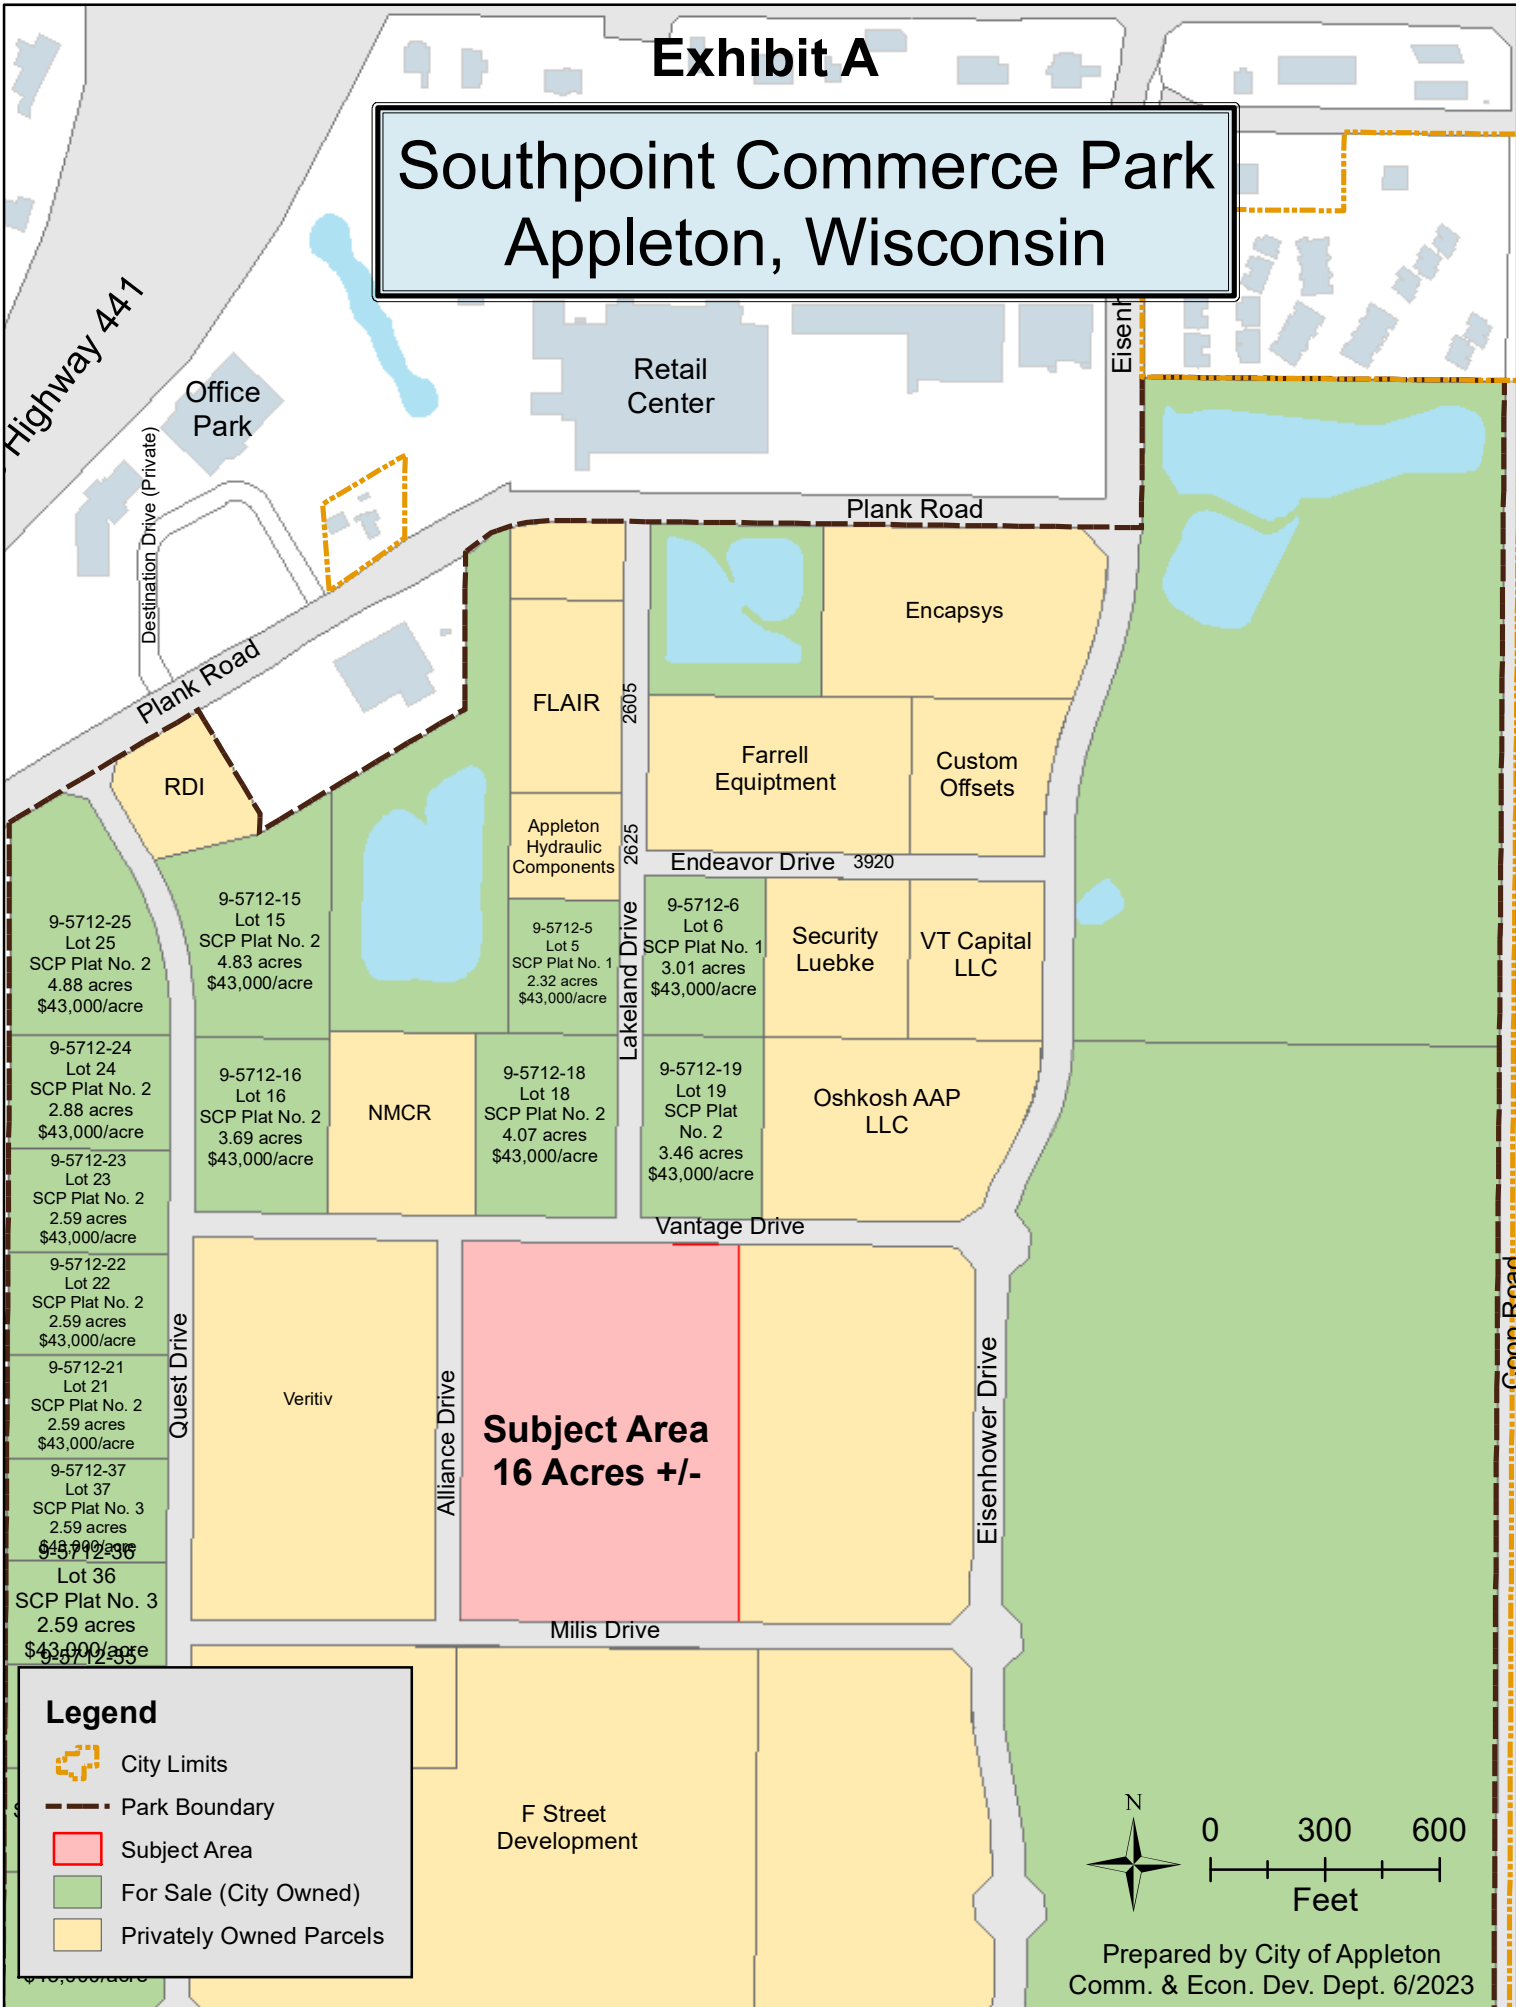 Exhibit A
Southpoint Commerce Park
Appleton, Wisconsin
Highway 441
Office
Park
Retail
Center
Destination Drive (Private)
Plank Road
Plank Road
Encapsys
FLAIR
2605
RDI
Farrell
Equiptment
Custom
Offsets
Appleton
Hydraulic
Components
2625
Endeavor Drive
3920
9-5712-25
Lot 25
SCP Plat No. 2
4.88 acres
$43,000/acre
9-5712-15
Lot 15
SCP Plat No. 2
4.83 acres
$43,000/acre
9-5712-5
Lot 5
SCP Plat No. 1
2.32 acres
$43,000/acre
Lakeland Drive
9-5712-6
Lot 6
SCP Plat No. 1
3.01 acres
$43,000/acre
Security
Luebke
VT Capital
LLC
9-5712-24
Lot 24
SCP Plat No. 2
2.88 acres
$43,000/acre
9-5712-16
Lot 16
SCP Plat No. 2
3.69 acres
$43,000/acre
NMCR
9-5712-18
Lot 18
SCP Plat No. 2
4.07 acres
$43,000/acre
9-5712-19
Lot 19
SCP Plat
No. 2
3.46 acres
$43,000/acre
Oshkosh AAP
LLC
9-5712-23
Lot 23
SCP Plat No. 2
2.59 acres
$43,000/acre
Vantage Drive
9-5712-22
Lot 22
SCP Plat No. 2
2.59 acres
$43,000/acre
9-5712-21
Lot 21
SCP Plat No. 2
2.59 acres
$43,000/acre
Quest Drive
Veritiv
Alliance Drive
Subject Area
16 Acres +/-
Eisenhower Drive
Coop Road
9-5712-37
Lot 37
SCP Plat No. 3
2.59 acres
$43,000/acre
9-5712-36
Lot 36
SCP Plat No. 3
2.59 acres
$43,000/acre
9-5712-35
Milis Drive
F Street
Development
Legend
City Limits
Park Boundary
Subject Area
For Sale (City Owned)
Privately Owned Parcels
N
0 300 600
Feet
Prepared by City of Appleton
Comm. & Econ. Dev. Dept. 6/2023